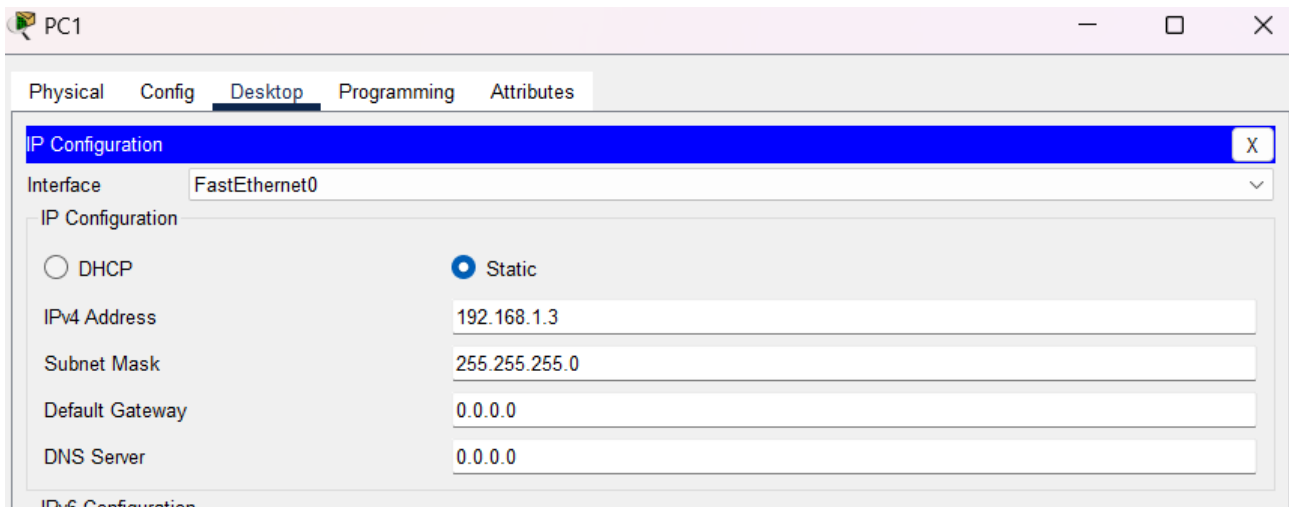 PC1
Physical Config Desktop Programming Attributes
IP Configuration X
Interface FastEthernet0
IP Configuration
DHCP Static
IPv4 Address 192.168.1.3
Subnet Mask 255.255.255.0
Default Gateway 0.0.0.0
DNS Server 0.0.0.0
IPv6 Configuration